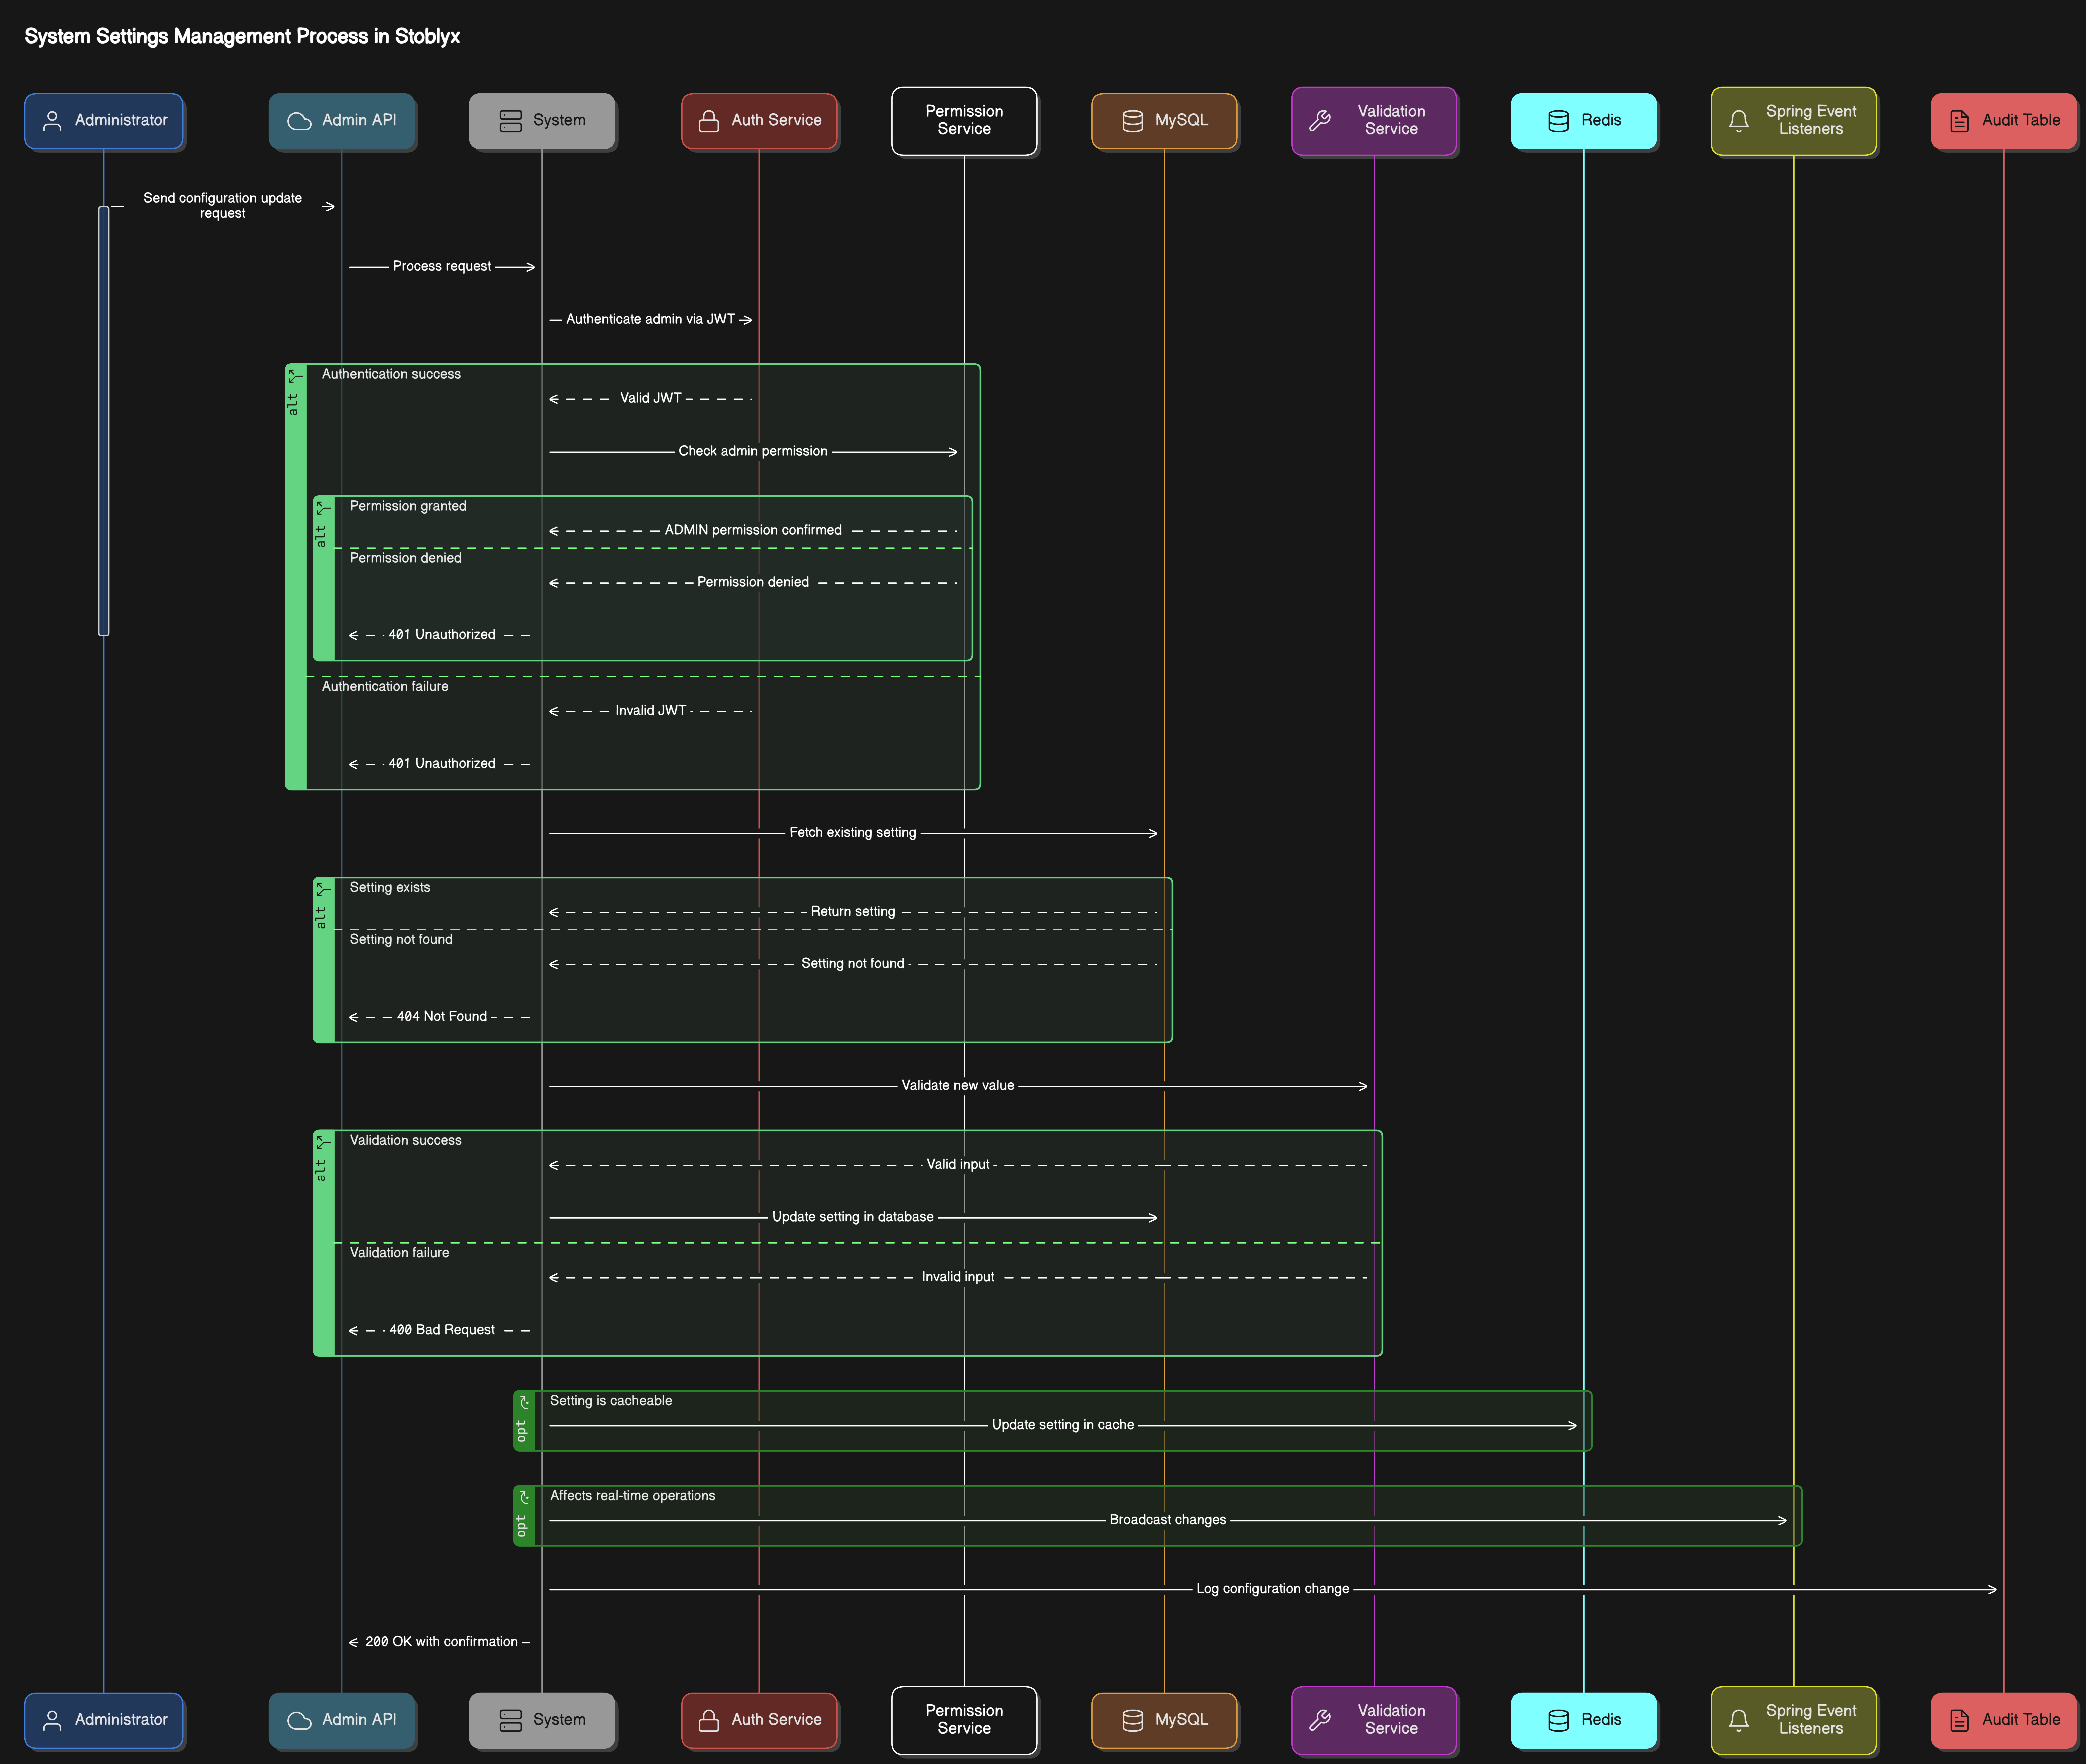 System Settings Management Process in Stoblyx
Administrator
Admin API
System
Auth Service
Permission
Service
MySQL
Validation
Service
Redis
Spring Event
Listeners
Audit Table
Send configuration update
request
Process request
Authenticate admin via JWT
alt
Authentication success
Valid JWT
Check admin permission
alt
Permission granted
ADMIN permission confirmed
Permission denied
Permission denied
401 Unauthorized
Authentication failure
Invalid JWT
401 Unauthorized
Fetch existing setting
alt
Setting exists
Return setting
Setting not found
Setting not found
404 Not Found
Validate new value
alt
Validation success
Valid input
Update setting in database
Validation failure
Invalid input
400 Bad Request
opt
Setting is cacheable
Update setting in cache
opt
Affects real-time operations
Broadcast changes
Log configuration change
200 OK with confirmation
Administrator
Admin API
System
Auth Service
Permission
Service
MySQL
Validation
Service
Redis
Spring Event
Listeners
Audit Table